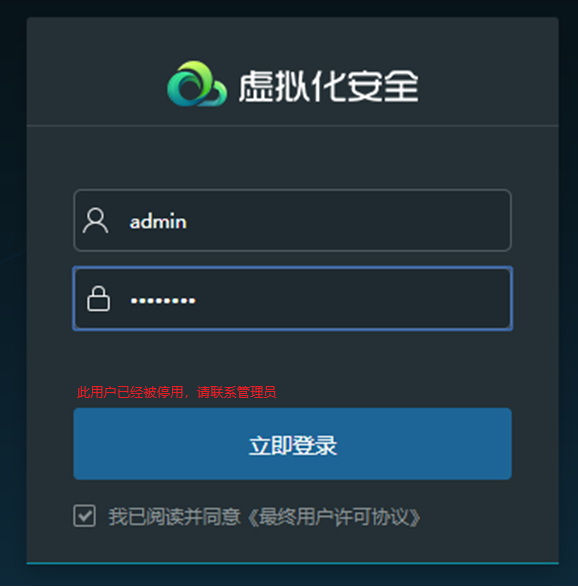 虚拟化安全
admin
••••••••
此用户已经被停用，请联系管理员
立即登录
我已阅读并同意《最终用户许可协议》